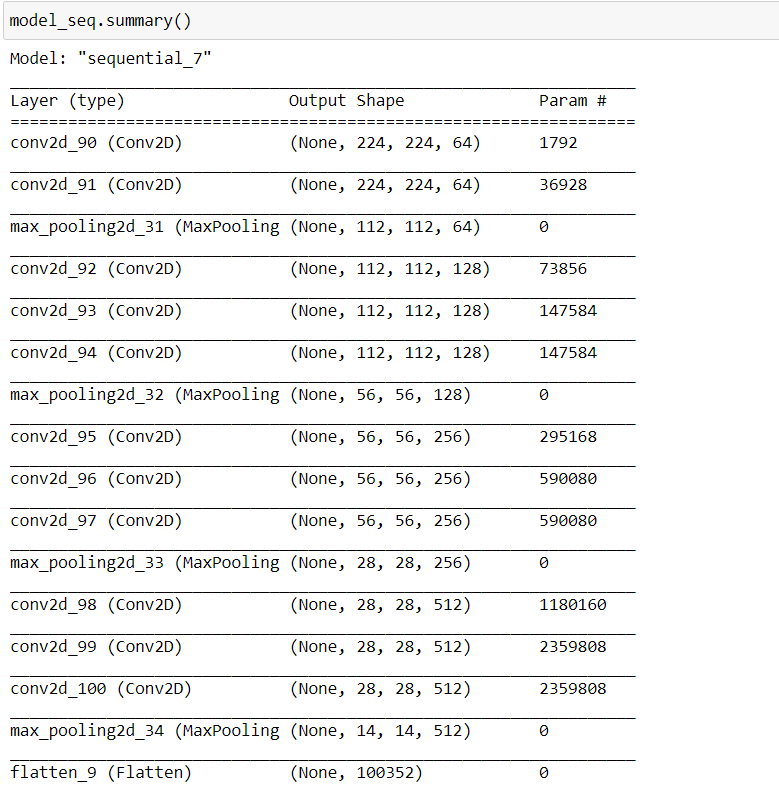 model_seq.summary()
Model: "sequential_7"
_________________________________________________________________
Layer (type)                 Output Shape              Param #
=================================================================
conv2d_90 (Conv2D)           (None, 224, 224, 64)      1792
_________________________________________________________________
conv2d_91 (Conv2D)           (None, 224, 224, 64)      36928
_________________________________________________________________
max_pooling2d_31 (MaxPooling (None, 112, 112, 64)      0
_________________________________________________________________
conv2d_92 (Conv2D)           (None, 112, 112, 128)     73856
_________________________________________________________________
conv2d_93 (Conv2D)           (None, 112, 112, 128)     147584
_________________________________________________________________
conv2d_94 (Conv2D)           (None, 112, 112, 128)     147584
_________________________________________________________________
max_pooling2d_32 (MaxPooling (None, 56, 56, 128)       0
_________________________________________________________________
conv2d_95 (Conv2D)           (None, 56, 56, 256)       295168
_________________________________________________________________
conv2d_96 (Conv2D)           (None, 56, 56, 256)       590080
_________________________________________________________________
conv2d_97 (Conv2D)           (None, 56, 56, 256)       590080
_________________________________________________________________
max_pooling2d_33 (MaxPooling (None, 28, 28, 256)       0
_________________________________________________________________
conv2d_98 (Conv2D)           (None, 28, 28, 512)       1180160
_________________________________________________________________
conv2d_99 (Conv2D)           (None, 28, 28, 512)       2359808
_________________________________________________________________
conv2d_100 (Conv2D)          (None, 28, 28, 512)       2359808
_________________________________________________________________
max_pooling2d_34 (MaxPooling (None, 14, 14, 512)       0
_________________________________________________________________
flatten_9 (Flatten)          (None, 100352)            0